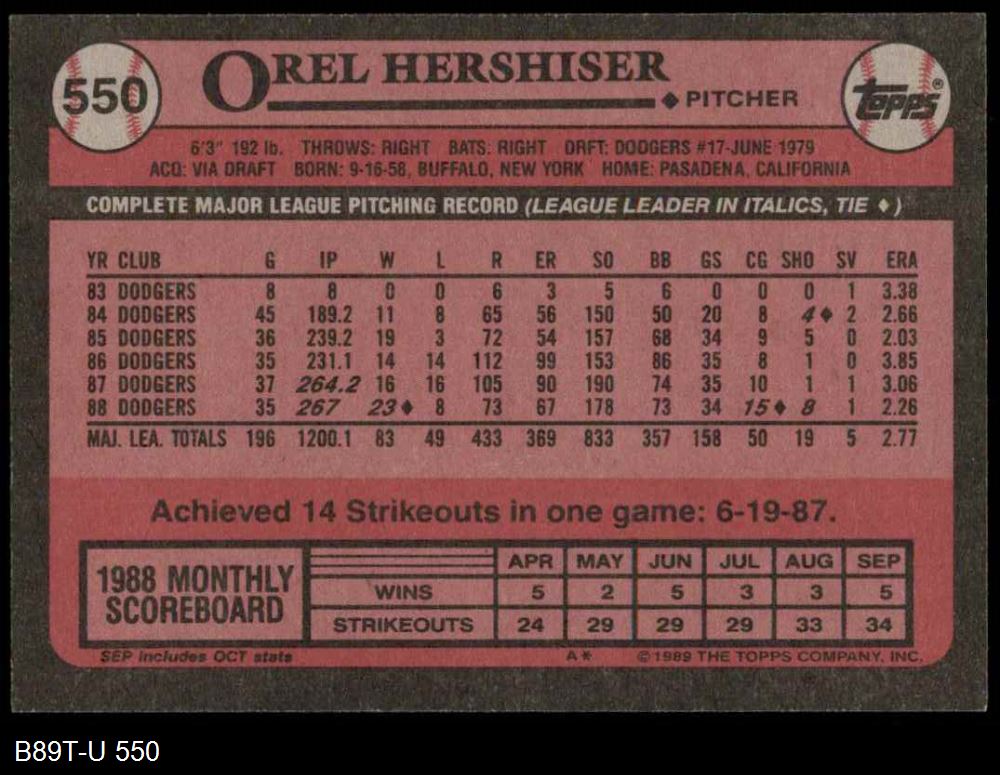 550
OREL HERSHISER
◆ PITCHER
Topps®
6'3" 192 lb. THROWS: RIGHT BATS: RIGHT DRFT: DODGERS #17-JUNE 1979
ACQ: VIA DRAFT BORN: 9-16-58, BUFFALO, NEW YORK HOME: PASADENA, CALIFORNIA
COMPLETE MAJOR LEAGUE PITCHING RECORD (LEAGUE LEADER IN ITALICS, TIE ♦)
YR CLUB G IP W L R ER SO BB GS CG SHO SV ERA
83 DODGERS 8 8 0 0 6 3 5 6 0 0 0 1 3.38
84 DODGERS 45 189.2 11 8 65 56 150 50 20 8 4♦ 2 2.66
85 DODGERS 36 239.2 19 3 72 54 157 68 34 9 5 0 2.03
86 DODGERS 35 231.1 14 14 112 99 153 86 35 8 1 0 3.85
87 DODGERS 37 264.2 16 16 105 90 190 74 35 10 1 1 3.06
88 DODGERS 35 267 23♦ 8 73 67 178 73 34 15♦ 8 1 2.26
MAJ. LEA. TOTALS 196 1200.1 83 49 433 369 833 357 158 50 19 5 2.77
Achieved 14 Strikeouts in one game: 6-19-87.
1988 MONTHLY
SCOREBOARD
APR MAY JUN JUL AUG SEP
WINS 5 2 5 3 3 5
STRIKEOUTS 24 29 29 29 33 34
SEP includes OCT stats A* ©1989 THE TOPPS COMPANY, INC.
B89T-U 550